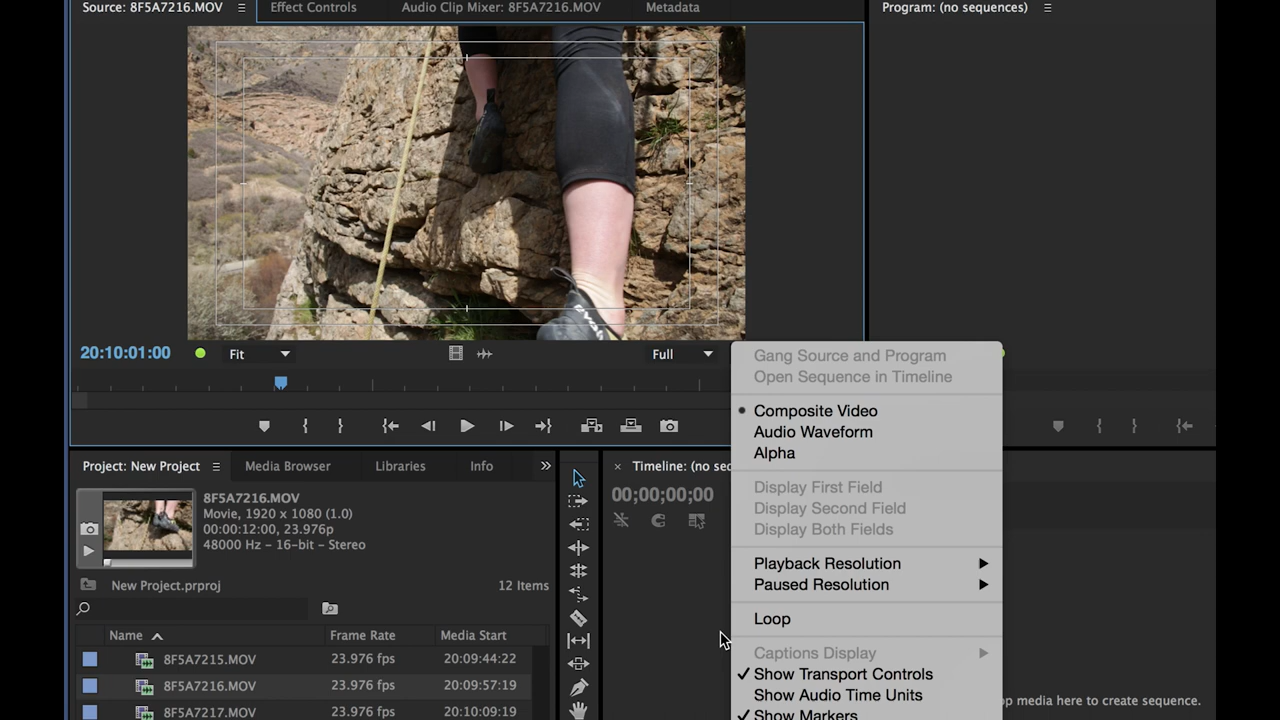 Source: 8F5A7216.MOV
Effect Controls
Audio Clip Mixer: 8F5A7216.MOV
Metadata
Program: (no sequences)
20:10:01:00
Fit
Full
Gang Source and Program
Open Sequence in Timeline
Composite Video
Audio Waveform
Alpha
Display First Field
Display Second Field
Display Both Fields
Playback Resolution
Paused Resolution
Loop
Captions Display
Show Transport Controls
Show Audio Time Units
Show Markers
Project: New Project
Media Browser
Libraries
Info
8F5A7216.MOV
Movie, 1920 x 1080 (1.0)
00:00:12:00, 23.976p
48000 Hz - 16-bit - Stereo
New Project.prproj
12 Items
Name
Frame Rate
Media Start
8F5A7215.MOV
23.976 fps
20:09:44:22
8F5A7216.MOV
23.976 fps
20:09:57:19
8F5A7217.MOV
23.976 fps
20:10:09:19
Timeline: (no
00;00;00;00
media here to create sequence.